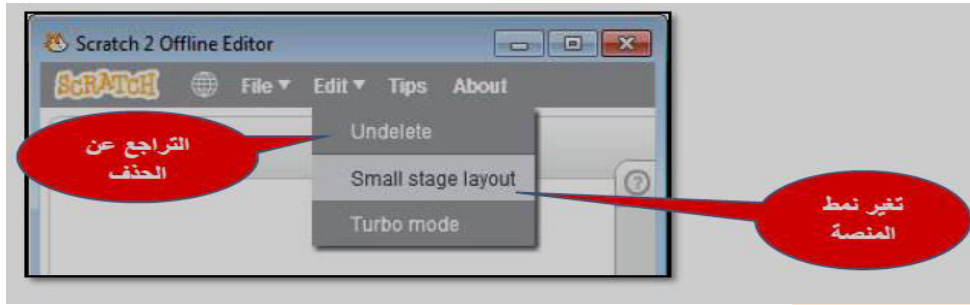 Scratch 2 Offline Editor
SCRATCH File Edit Tips About
Undelete
التراجع عن
الحذف
Small stage layout
تغير نمط
المنصة
Turbo mode